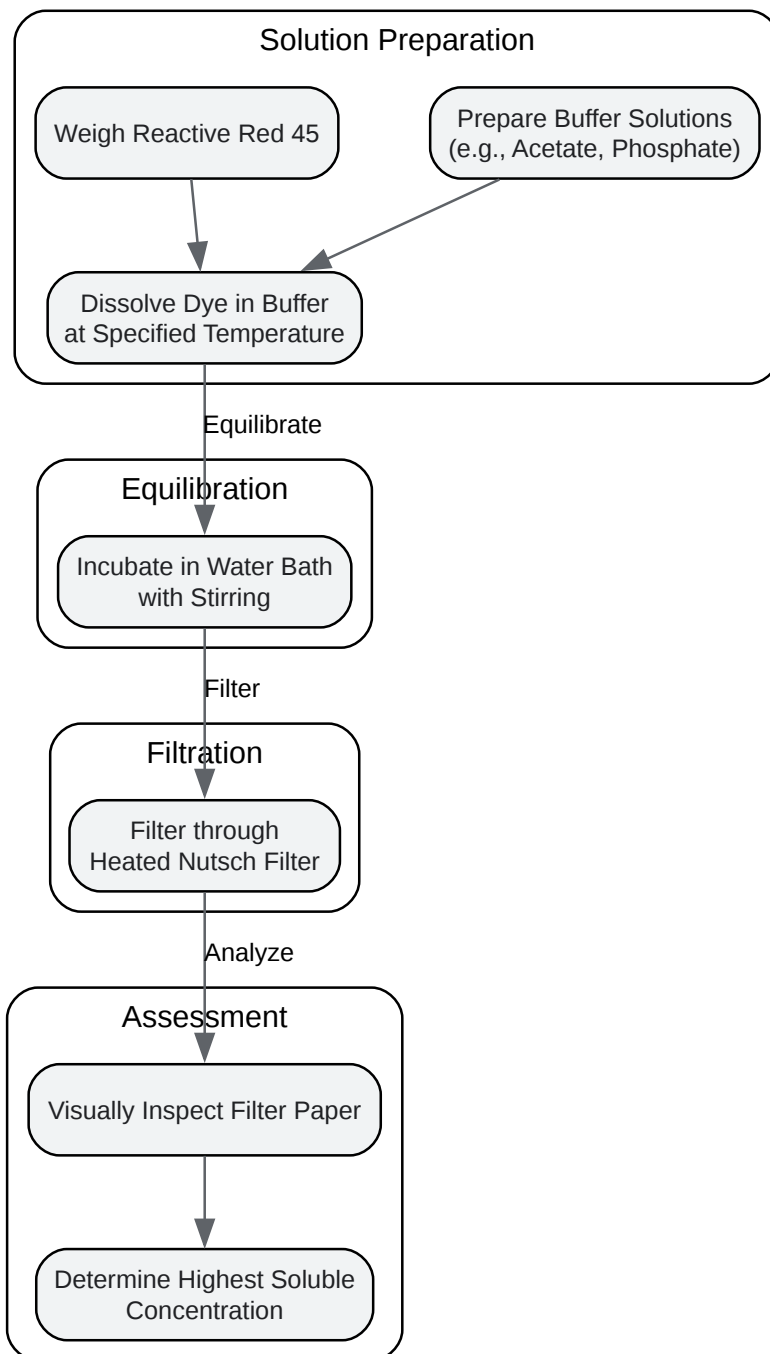 Solution Preparation
Weigh Reactive Red 45
Prepare Buffer Solutions
(e.g., Acetate, Phosphate)
Dissolve Dye in Buffer
at Specified Temperature
Equilibrate
Equilibration
Incubate in Water Bath
with Stirring
Filter
Filtration
Filter through
Heated Nutsch Filter
Analyze
Assessment
Visually Inspect Filter Paper
Determine Highest Soluble
Concentration